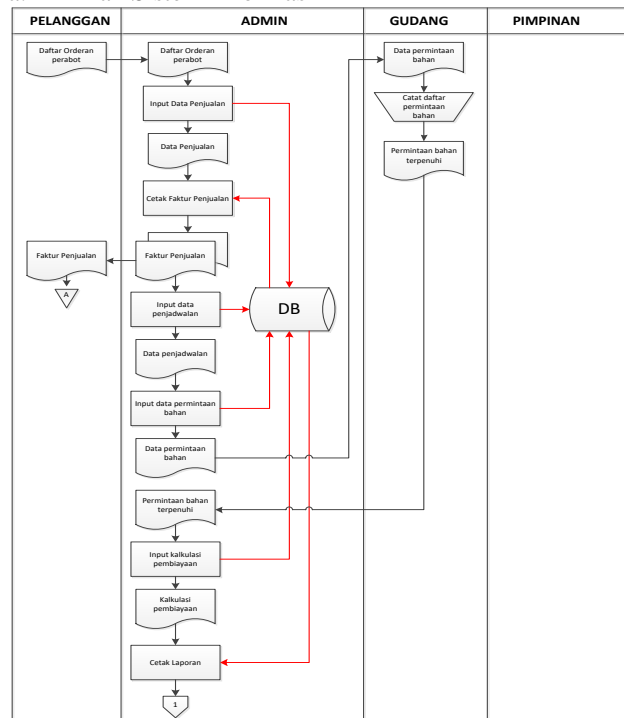 PELANGGAN
ADMIN
GUDANG
PIMPINAN
Daftar Orderan
perabot
Daftar Orderan
perabot
Data permintaan
bahan
Input Data Penjualan
Catat daftar
permintaan
bahan
Data Penjualan
Permintaan bahan
terpenuhi
Cetak Faktur Penjualan
Faktur Penjualan
Faktur Penjualan
A
Input data
penjadwalan
DB
Data penjadwalan
Input data permintaan
bahan
Data permintaan
bahan
Permintaan bahan
terpenuhi
Input kalkulasi
pembiayaan
Kalkulasi
pembiayaan
Cetak Laporan
1